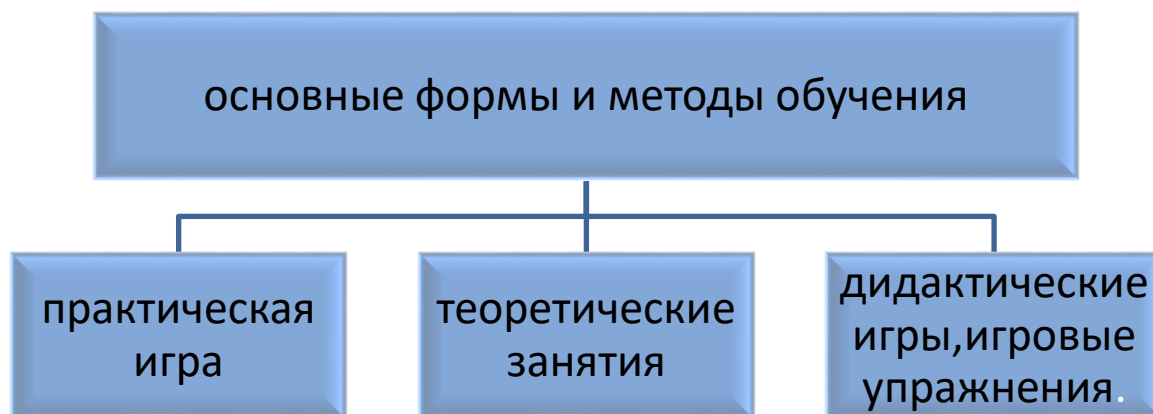 основные формы и методы обучения
практическая
игра
теоретические
занятия
дидактические
игры,игровые
упражнения.